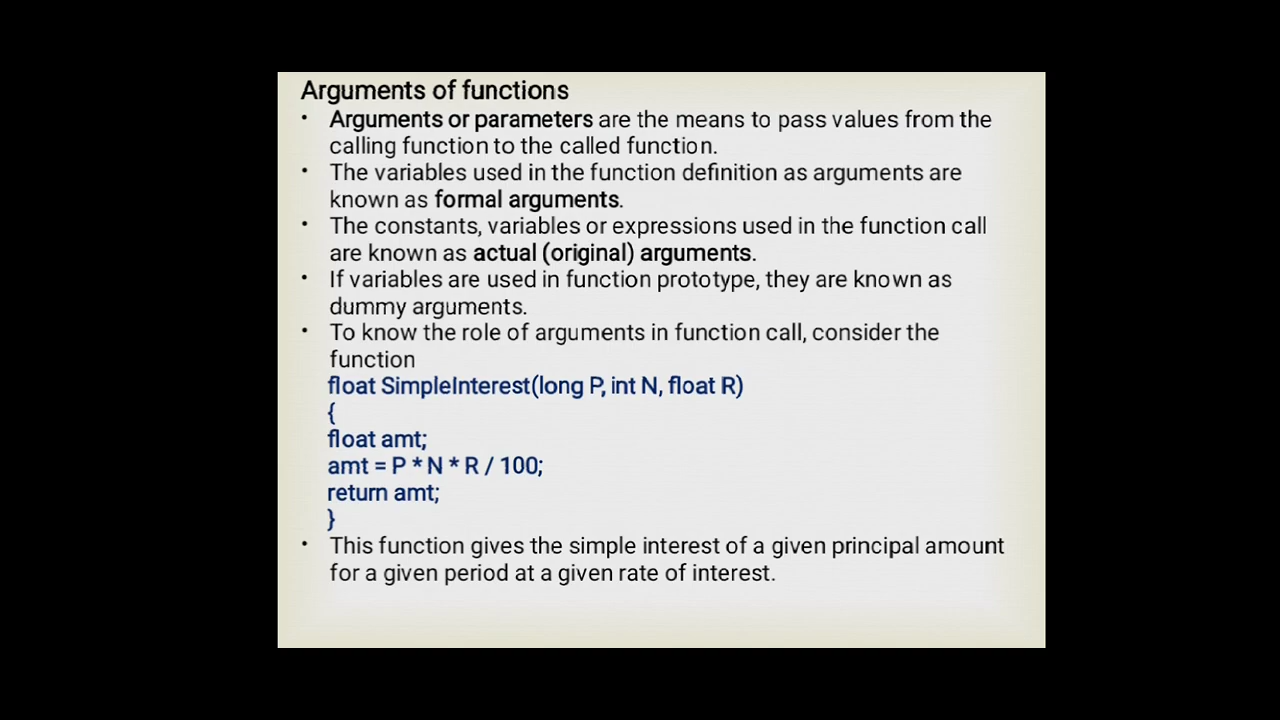 Arguments of functions
• Arguments or parameters are the means to pass values from the
calling function to the called function.
• The variables used in the function definition as arguments are
known as formal arguments.
• The constants, variables or expressions used in the function call
are known as actual (original) arguments.
• If variables are used in function prototype, they are known as
dummy arguments.
• To know the role of arguments in function call, consider the
function
float SimpleInterest(long P, int N, float R)
{
float amt;
amt = P * N * R / 100;
return amt;
}
• This function gives the simple interest of a given principal amount
for a given period at a given rate of interest.